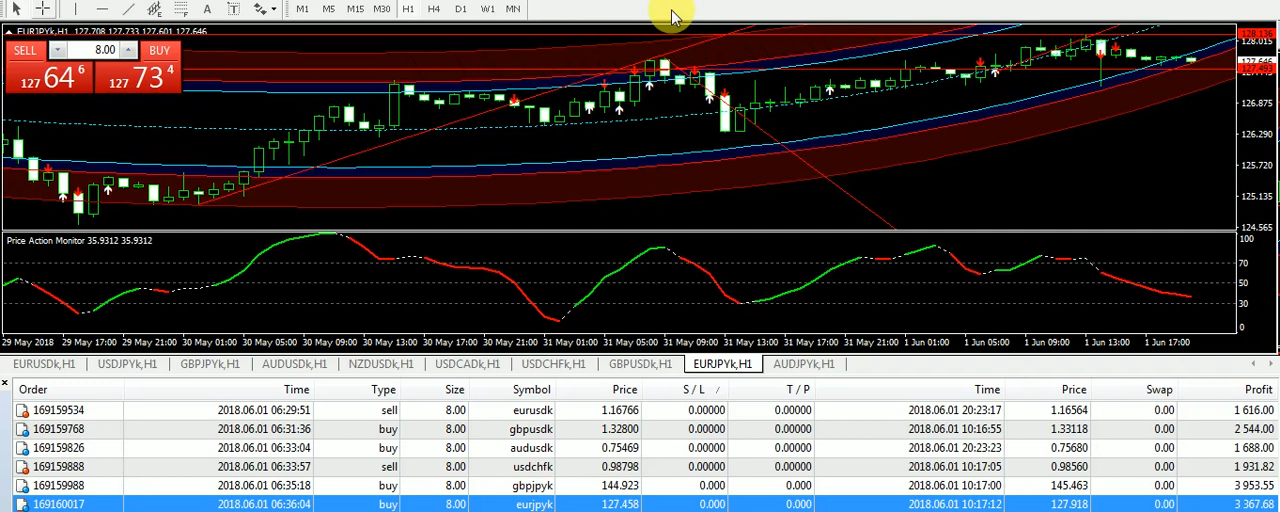 M1 M5 M15 M30 H1 H4 D1 W1 MN
EURJPYk,H1 127.708 127.733 127.601 127.646
SELL 8.00 BUY
127 64 6 127 73 4
128.136
128.015
127.646
126.875
126.290
125.720
125.135
124.565
Price Action Monitor 35.9312 35.9312
100
70
50
30
0
29 May 2018 29 May 17:00 29 May 21:00 30 May 01:00 30 May 05:00 30 May 09:00 30 May 13:00 30 May 17:00 30 May 21:00 31 May 01:00 31 May 05:00 31 May 09:00 31 May 13:00 31 May 17:00 31 May 21:00 1 Jun 01:00 1 Jun 05:00 1 Jun 09:00 1 Jun 13:00 1 Jun 17:00
EURUSDk,H1 USDJPYk,H1 GBPJPYk,H1 AUDUSDk,H1 NZDUSDk,H1 USDCADk,H1 USDCHFk,H1 GBPUSDk,H1 EURJPYk,H1 AUDJPYk,H1
Order Time Type Size Symbol Price S / L T / P Time Price Swap Profit
169159534 2018.06.01 06:29:51 sell 8.00 eurusdk 1.16766 0.00000 0.00000 2018.06.01 20:23:17 1.16564 0.00 1 616.00
169159768 2018.06.01 06:31:36 buy 8.00 gbpusdk 1.32800 0.00000 0.00000 2018.06.01 10:16:55 1.33118 0.00 2 544.00
169159826 2018.06.01 06:33:04 buy 8.00 audusdk 0.75469 0.00000 0.00000 2018.06.01 20:23:23 0.75680 0.00 1 688.00
169159888 2018.06.01 06:33:57 sell 8.00 usdchfk 0.98798 0.00000 0.00000 2018.06.01 10:17:05 0.98560 0.00 1 931.82
169159988 2018.06.01 06:35:18 buy 8.00 gbpjpyk 144.923 0.000 0.000 2018.06.01 10:17:00 145.463 0.00 3 953.55
169160017 2018.06.01 06:36:04 buy 8.00 eurjpyk 127.458 0.000 0.000 2018.06.01 10:17:12 127.918 0.00 3 367.68